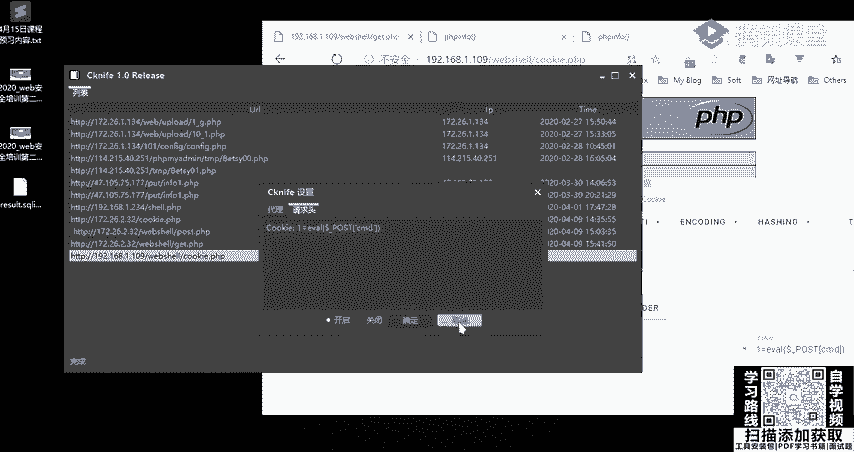 4月15日课程
预习内容.txt
2020_web安
全培训第二...
2020_web安
全培训第二...
result.sqli...
192.168.1.109/webshell/get.ph
phpinfo()
phpinfo()
不安全
192.168.1.109/webshell/cookie.php
My Blog
Soft
网址导航
Others
php
Cknife 1.0 Release
列表
Url
Ip
Time
http://172.26.1.134/web/upload/1_g.php 172.26.1.134 2020-02-27 15:30:44
http://172.26.1.134/web/upload/10_1.php 172.26.1.134 2020-02-27 15:33:05
http://172.26.1.134/101/config/config.php 172.26.1.134 2020-02-28 10:45:01
http://114.215.40.251/phpmyadmin/tmp/Betsy00.php 114.215.40.251 2020-02-28 16:05:04
http://114.215.40.251/tmp/Betsy01.php
http://47.105.75.177/put/info1.php 20-03-30 14:06:53
http://47.105.75.177/put/info1.php 20-03-30 20:21:29
http://192.168.1.234/shell.php 20-04-01 17:47:28
http://172.26.2.32/cookie.php 20-04-09 14:35:55
http://172.26.2.32/webshell/post.php 20-04-09 15:03:35
http://172.26.2.32/webshell/get.php 20-04-09 15:41:50
http://192.168.1.109/webshell/cookie.php
Cknife 设置
代理
请求头
Cookie: 1=eval($_POST['cmd'])
开启
关闭
确定
完成
ENCODING
HASHING
DER
1=eval($_POST[cmd])
学习路线
自学视频
扫描添加获取
工具安装包|PDF学习书籍|面试题